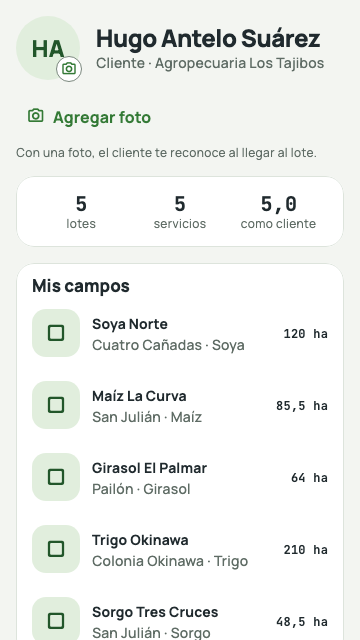 HA
Hugo Antelo Suárez
Cliente · Agropecuaria Los Tajibos
Agregar foto
Con una foto, el cliente te reconoce al llegar al lote.
5 5 5,0
lotes servicios como cliente
Mis campos
Soya Norte
Cuatro Cañadas · Soya
120 ha
Maíz La Curva
San Julián · Maíz
85,5 ha
Girasol El Palmar
Pailón · Girasol
64 ha
Trigo Okinawa
Colonia Okinawa · Trigo
210 ha
Sorgo Tres Cruces
San Julián · Sorgo
48,5 ha